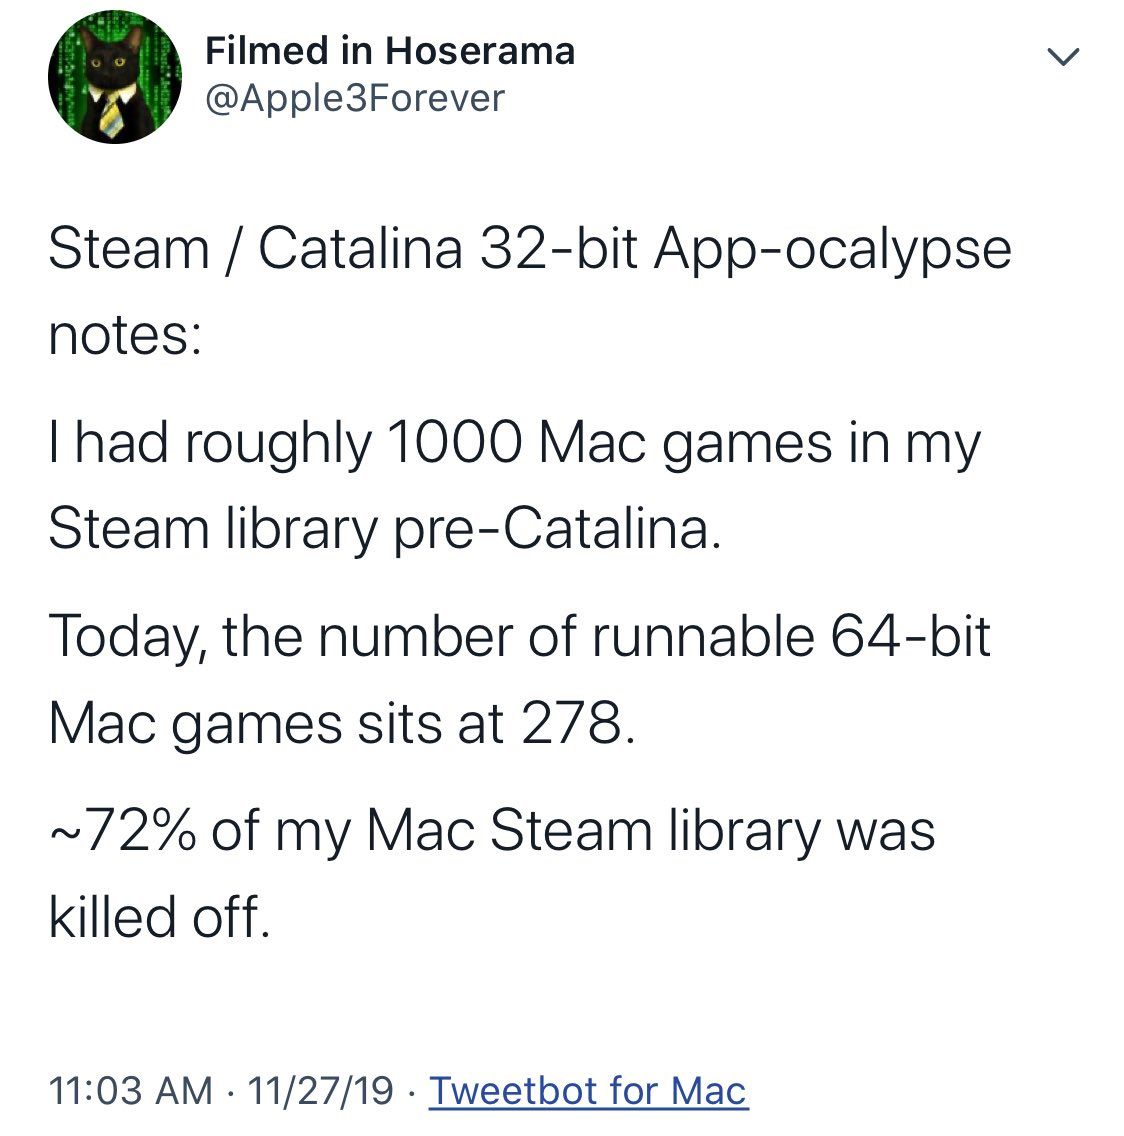 Filmed in Hoserama
@Apple3Forever
Steam / Catalina 32-bit App-ocalypse
notes:
I had roughly 1000 Mac games in my
Steam library pre-Catalina.
Today, the number of runnable 64-bit
Mac games sits at 278.
~72% of my Mac Steam library was
killed off.
11:03 AM · 11/27/19 · Tweetbot for Mac